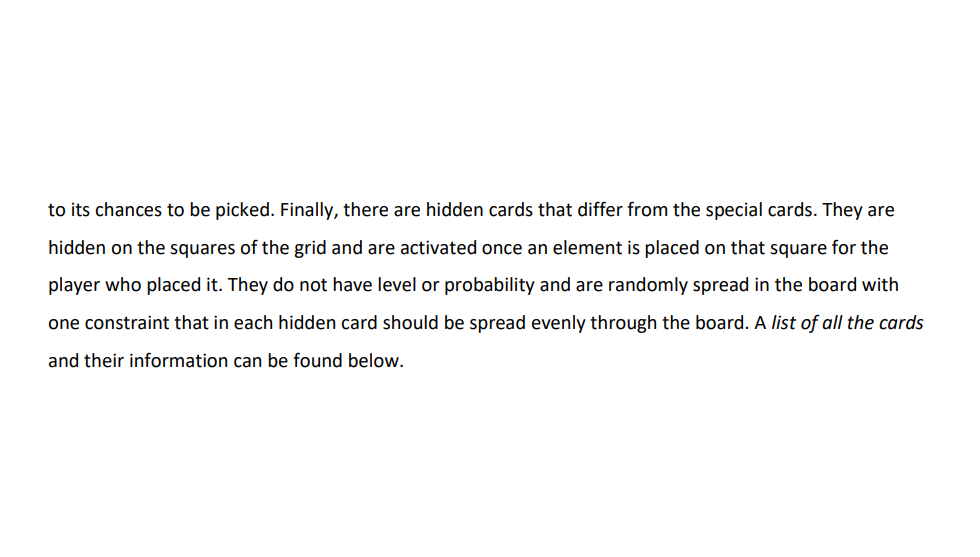 to its chances to be picked. Finally, there are hidden cards that differ from the special cards. They are
hidden on the squares of the grid and are activated once an element is placed on that square for the
player who placed it. They do not have level or probability and are randomly spread in the board with
one constraint that in each hidden card should be spread evenly through the board. A list of all the cards
and their information can be found below.